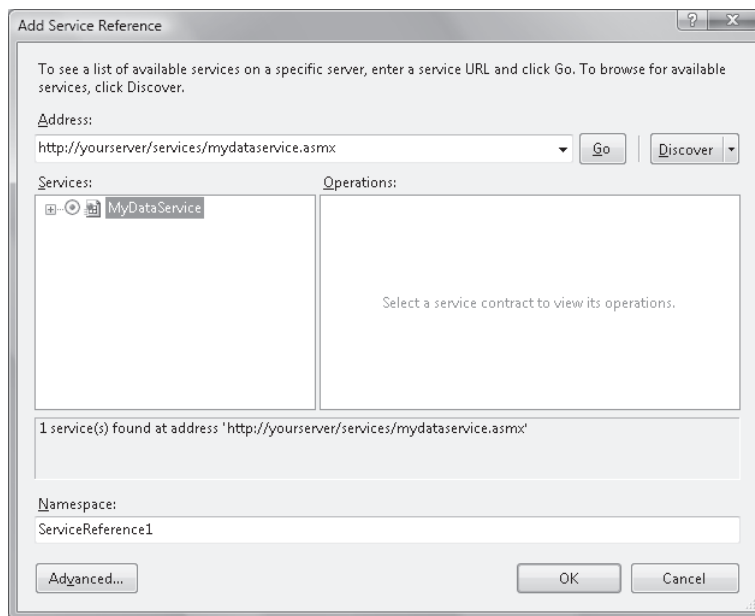 Add Service Reference
To see a list of available services on a specific server, enter a service URL and click Go. To browse for available
services, click Discover.
Address:
http://yourserver/services/mydataservice.asmx
Go
Discover
Services:
Operations:
MyDataService
Select a service contract to view its operations.
1 service(s) found at address 'http://yourserver/services/mydataservice.asmx'
Namespace:
ServiceReference1
Advanced...
OK
Cancel